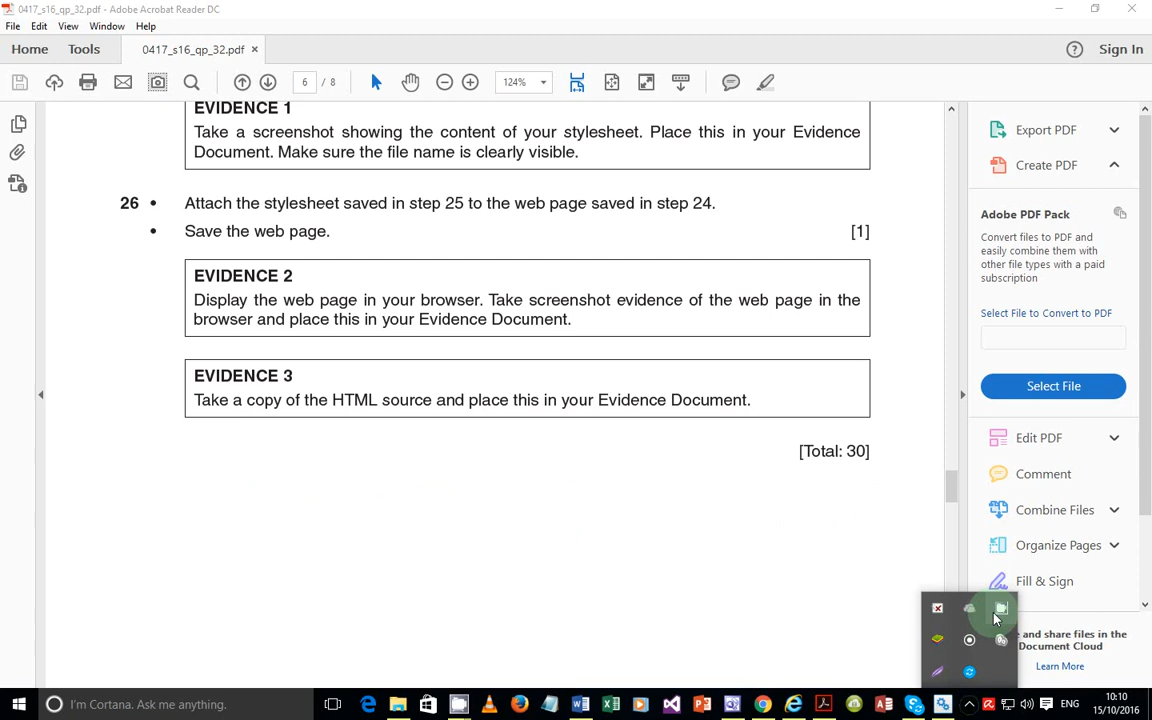 0417_s16_qp_32.pdf - Adobe Acrobat Reader DC
File Edit View Window Help
Home Tools 0417_s16_qp_32.pdf × Sign In
6 / 8 124%
EVIDENCE 1
Take a screenshot showing the content of your stylesheet. Place this in your Evidence
Document. Make sure the file name is clearly visible.
26 • Attach the stylesheet saved in step 25 to the web page saved in step 24.
• Save the web page. [1]
EVIDENCE 2
Display the web page in your browser. Take screenshot evidence of the web page in the
browser and place this in your Evidence Document.
EVIDENCE 3
Take a copy of the HTML source and place this in your Evidence Document.
[Total: 30]
Export PDF
Create PDF
Adobe PDF Pack
Convert files to PDF and
easily combine them with
other file types with a paid
subscription
Select File to Convert to PDF
Select File
Edit PDF
Comment
Combine Files
Organize Pages
Fill & Sign
e and share files in the
Document Cloud
Learn More
I'm Cortana. Ask me anything.
ENG
10:10
15/10/2016